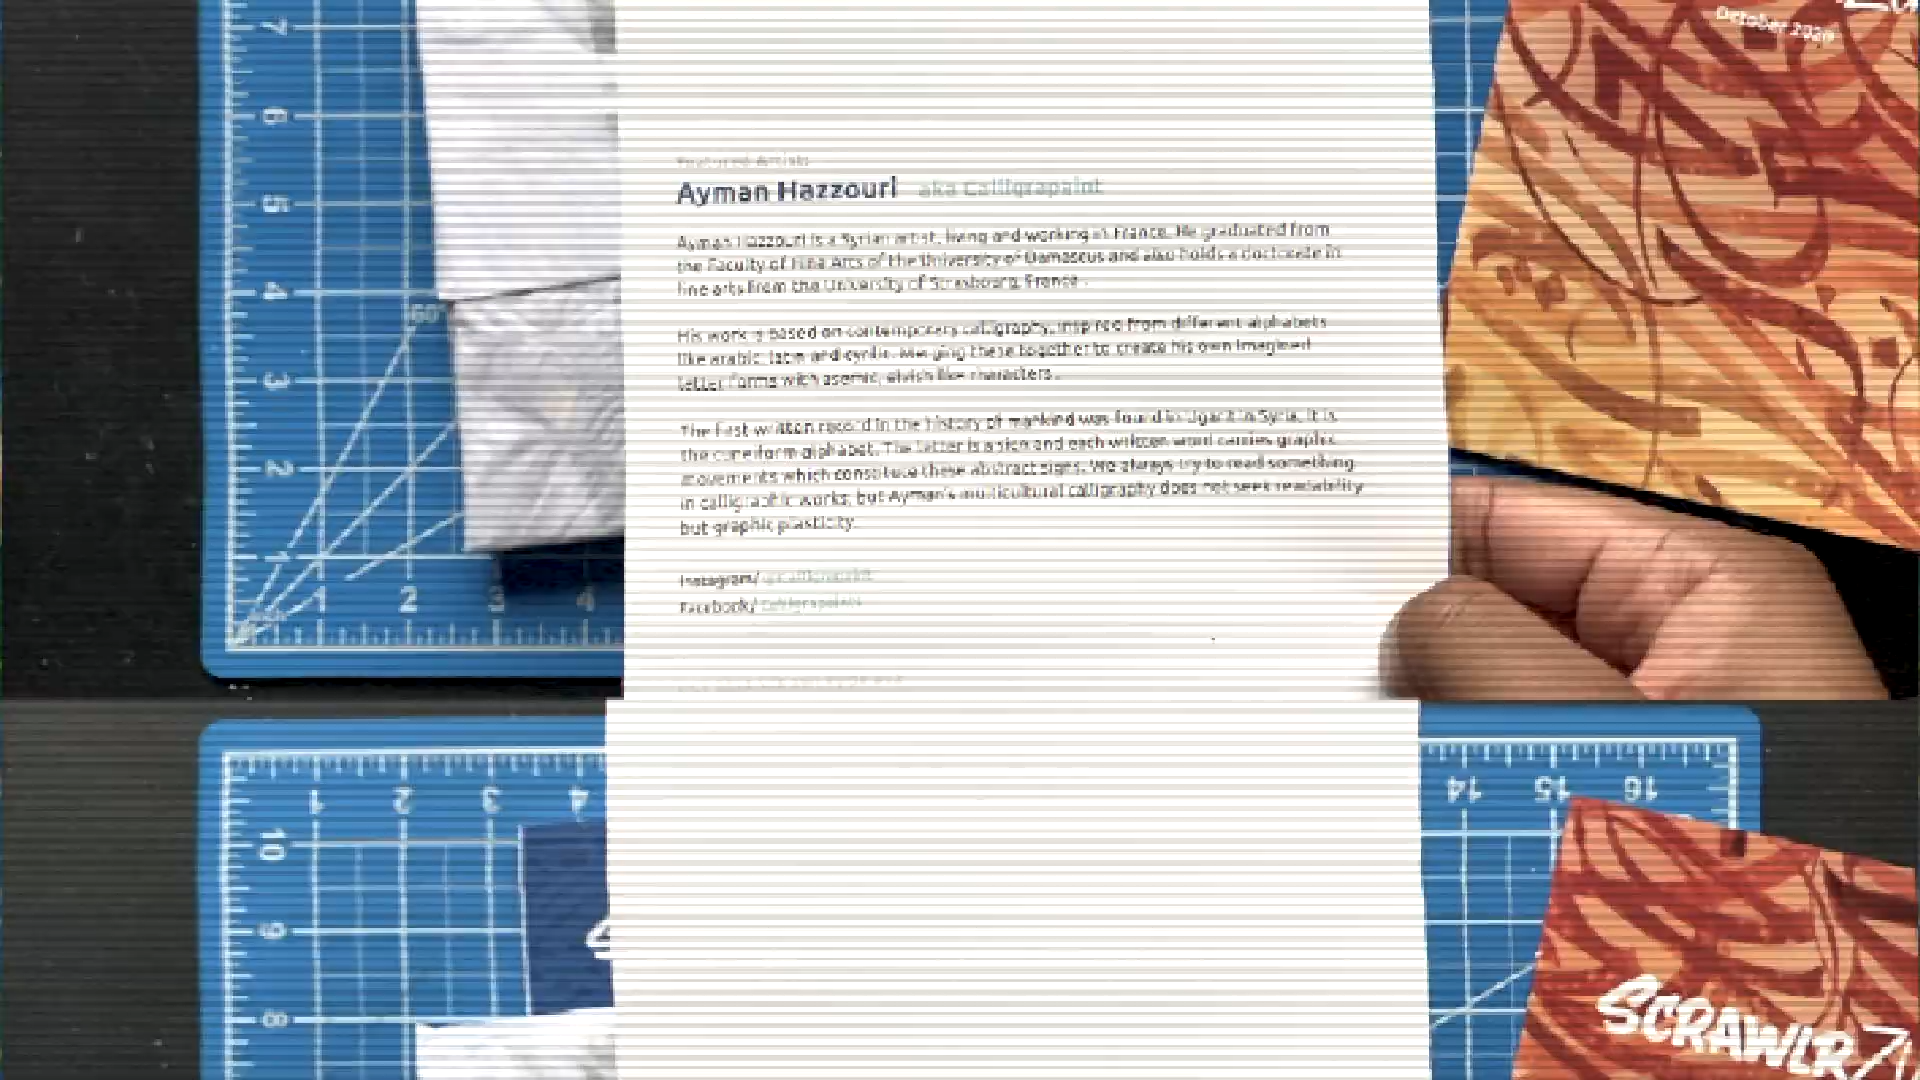 October 2020
Featured Artists
Ayman Hazzouri aka Calligrapaint
Ayman Hazzouri is a Syrian artist, living and working in France. He graduated from
the Faculty of Fine Arts of the University of Damascus and also holds a doctorate in
fine arts from the University of Strasbourg, France.
His work is based on contemporary calligraphy, inspired from different alphabets
like arabic, latin and cyrilic. Merging these together to create his own imagined
letter forms with asemic, elvish like characters.
The first written record in the history of mankind was found in Ugarit in Syria, it is
the cuneiform alphabet. The letter is a sign and each written word carries graphic
movements which constitute these abstract signs. We always try to read something
in calligraphic works, but Ayman's multicultural calligraphy does not seek readability
but graphic plasticity.
Instagram/
Facebook/
7
6
5
4
60°
3
2
1
1 2 3 4
1 2 3 4 14 15 16
10
9
8
SCRAWLR